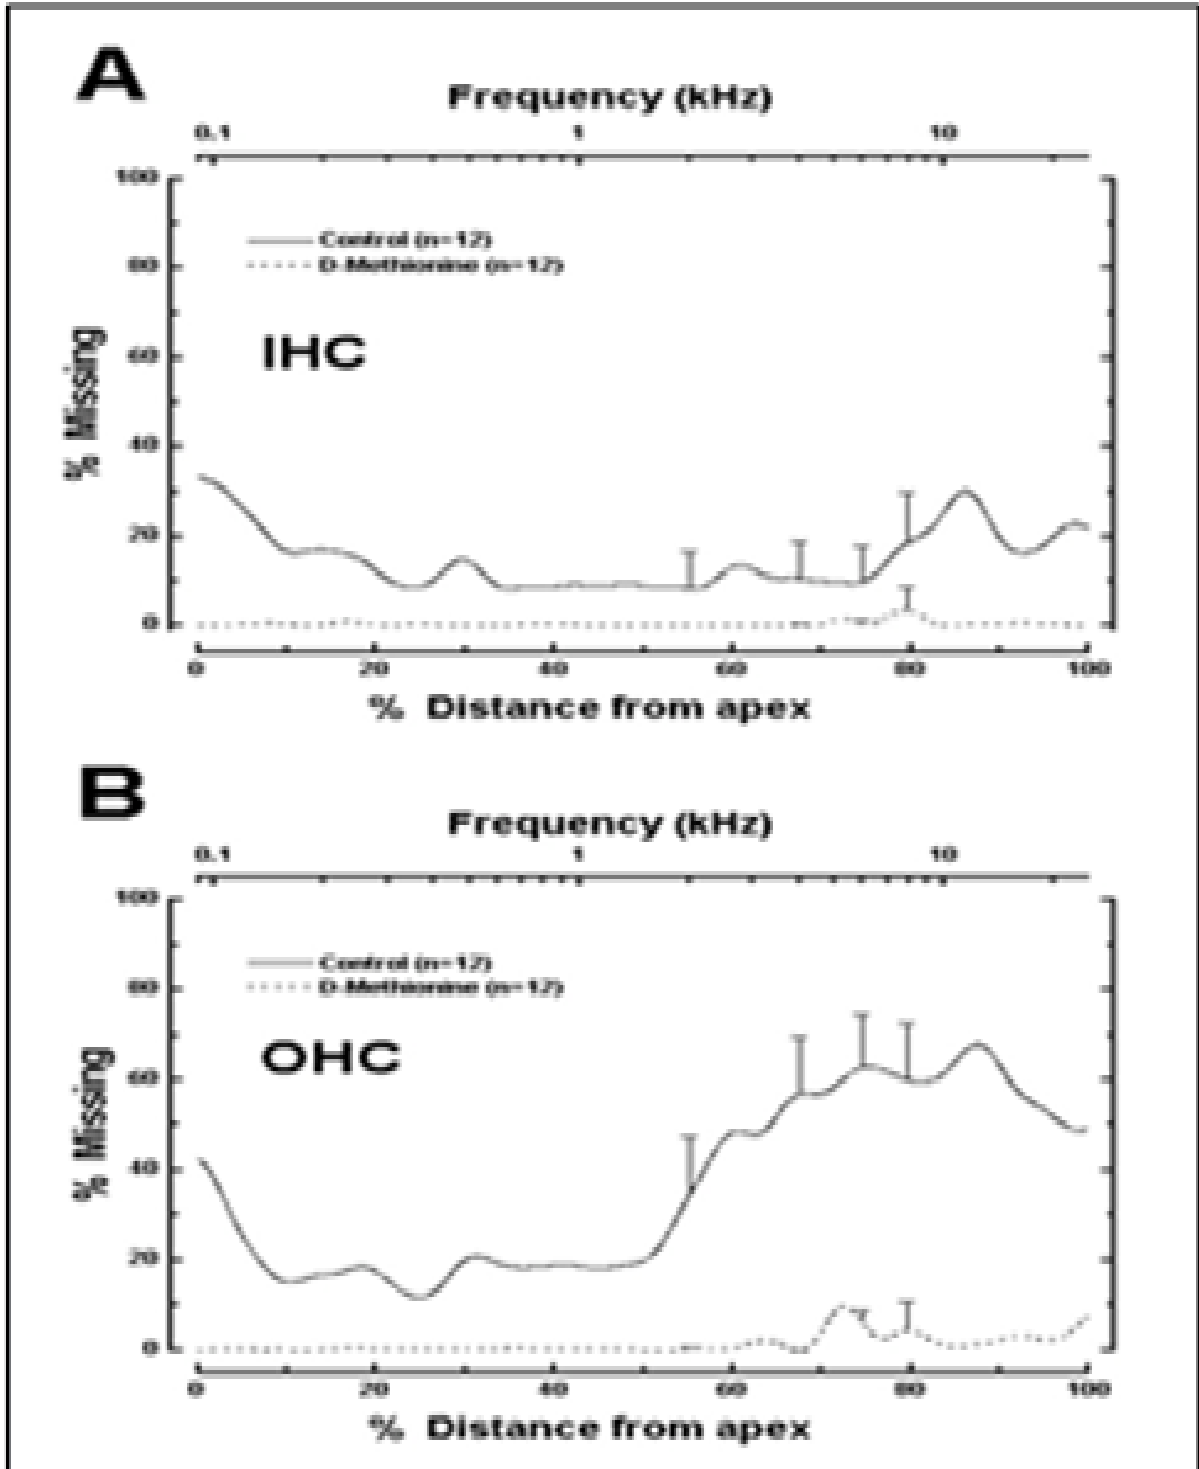 A
Frequency (kHz)
0.1 1 10
100
Control (n=12)
80 D-Methionine (n=12)
IHC
60
% Missing
40
20
0
0 20 40 60 80 100
% Distance from apex
B
Frequency (kHz)
0.1 1 10
100
Control (n=12)
80 D-Methionine (n=12)
OHC
60
% Missing
40
20
0
0 20 40 60 80 100
% Distance from apex